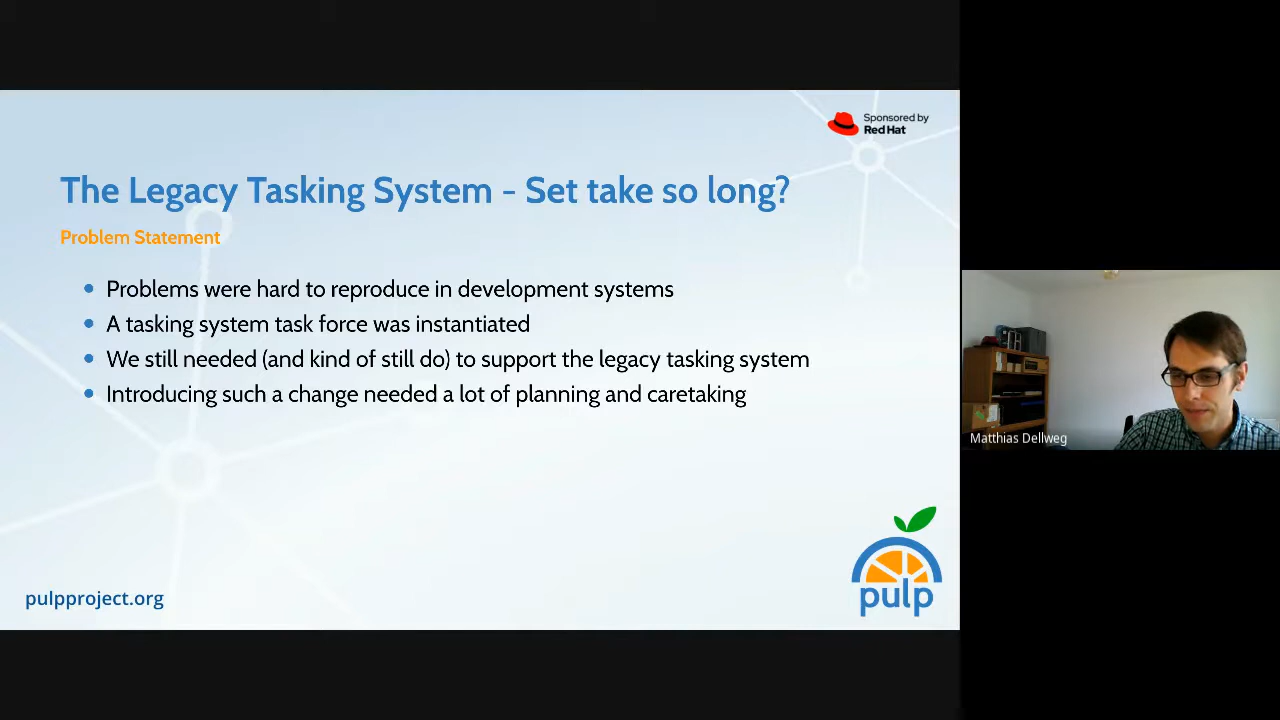 Sponsored by
Red Hat
The Legacy Tasking System - Set take so long?
Problem Statement
Problems were hard to reproduce in development systems
A tasking system task force was instantiated
We still needed (and kind of still do) to support the legacy tasking system
Introducing such a change needed a lot of planning and caretaking
Matthias Dellweg
pulpproject.org
pulp